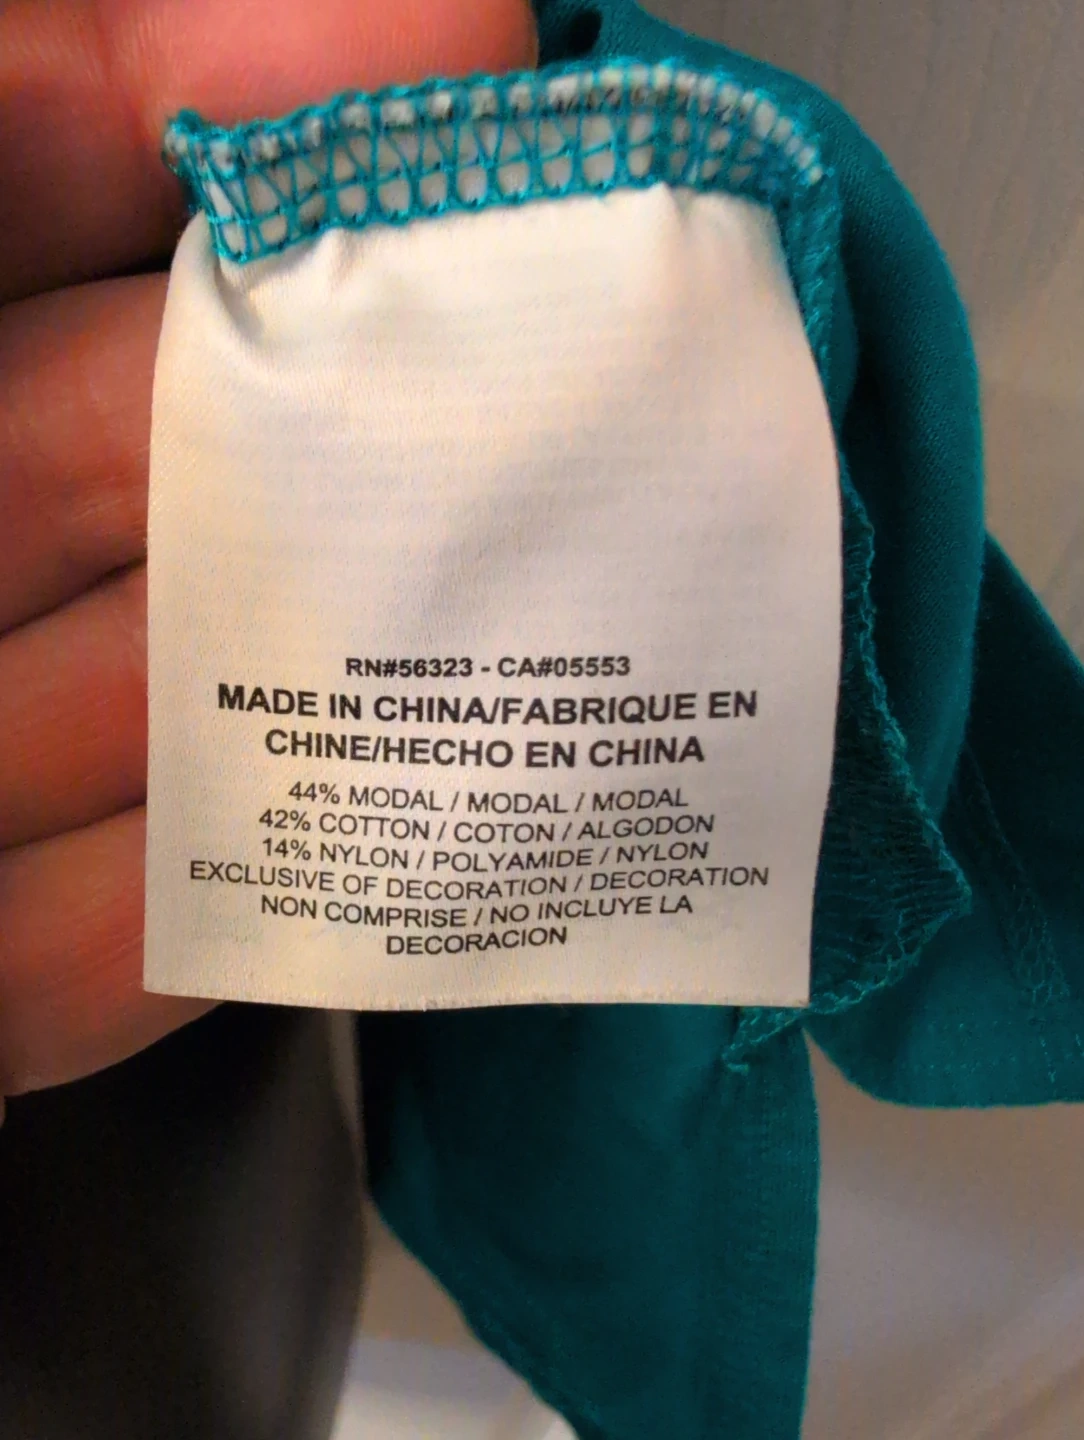 RN#56323 - CA#05553
MADE IN CHINA/FABRIQUE EN
CHINE/HECHO EN CHINA
44% MODAL / MODAL / MODAL
42% COTTON / COTON / ALGODON
14% NYLON / POLYAMIDE / NYLON
EXCLUSIVE OF DECORATION / DECORATION
NON COMPRISE / NO INCLUYE LA
DECORACION